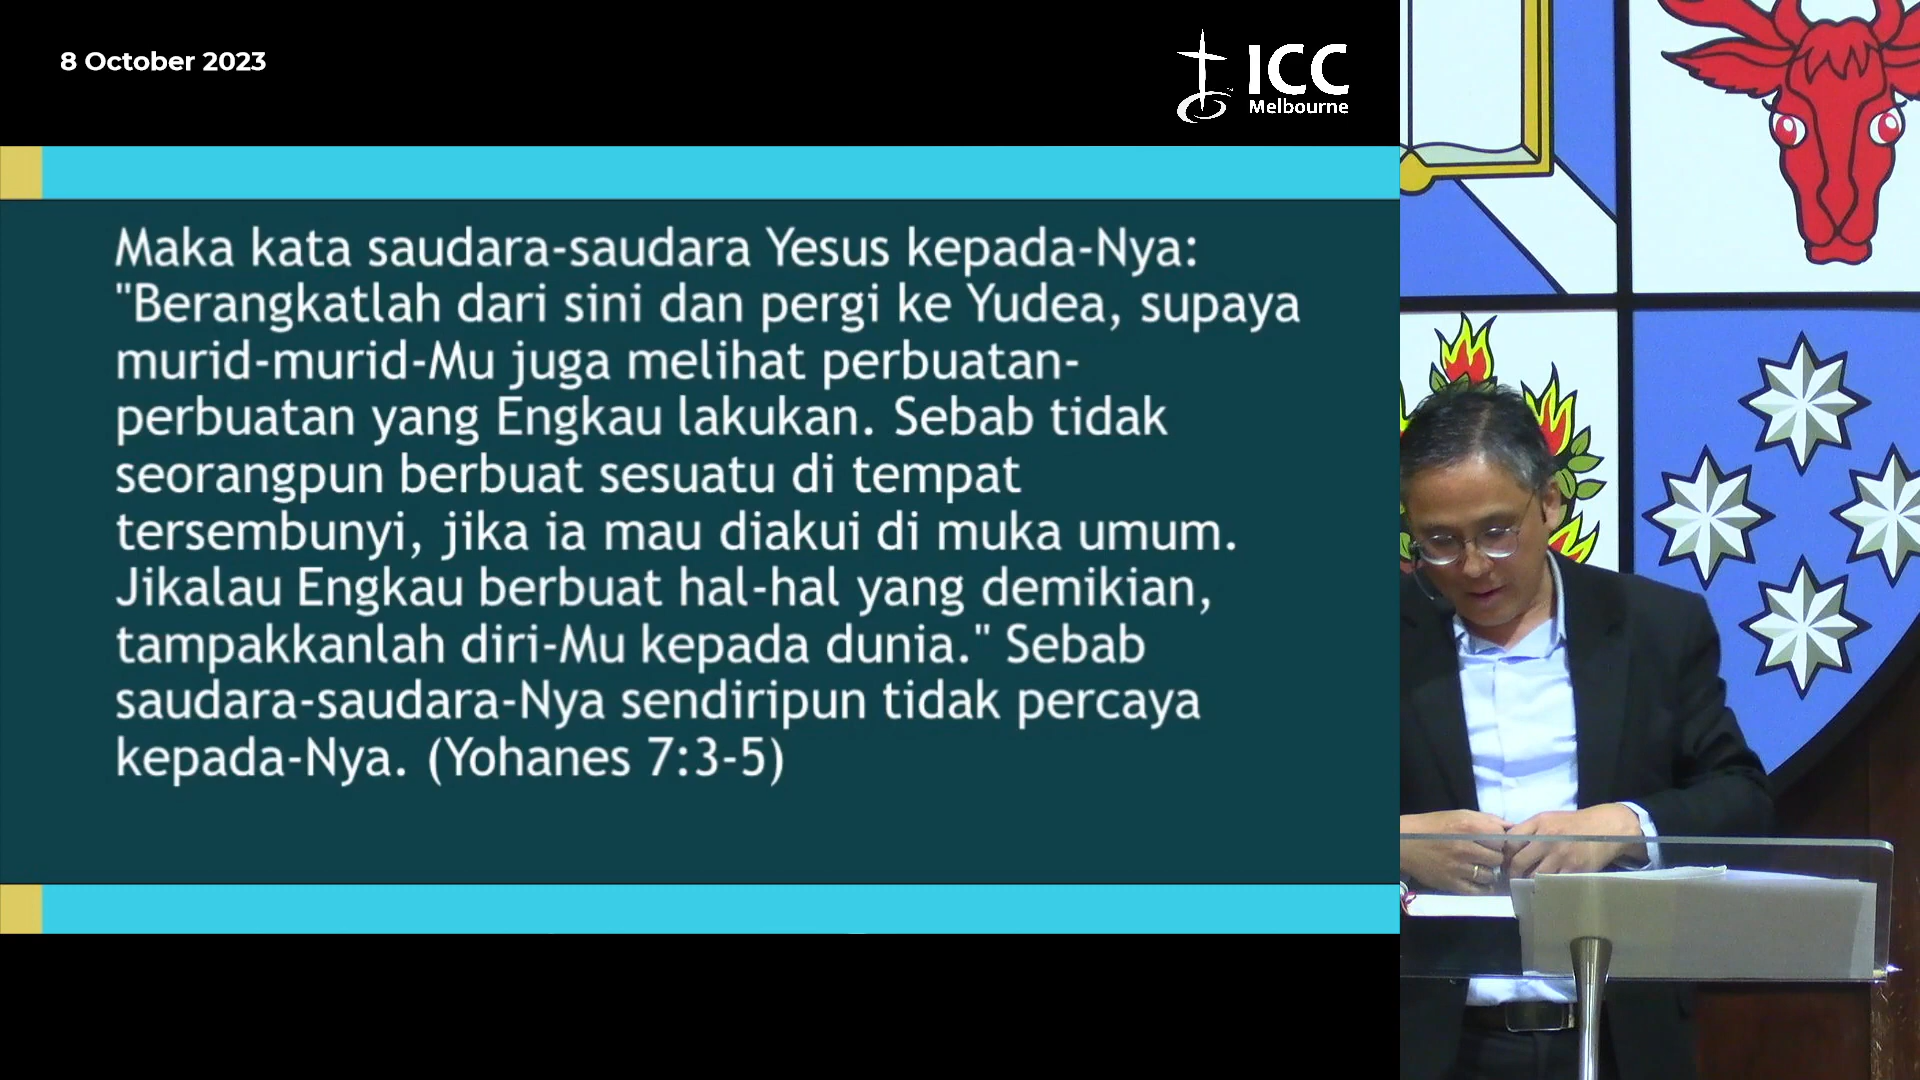 8 October 2023
ICC
Melbourne
Maka kata saudara-saudara Yesus kepada-Nya:
"Berangkatlah dari sini dan pergi ke Yudea, supaya
murid-murid-Mu juga melihat perbuatan-
perbuatan yang Engkau lakukan. Sebab tidak
seorangpun berbuat sesuatu di tempat
tersembunyi, jika ia mau diakui di muka umum.
Jikalau Engkau berbuat hal-hal yang demikian,
tampakkanlah diri-Mu kepada dunia." Sebab
saudara-saudara-Nya sendiripun tidak percaya
kepada-Nya. (Yohanes 7:3-5)